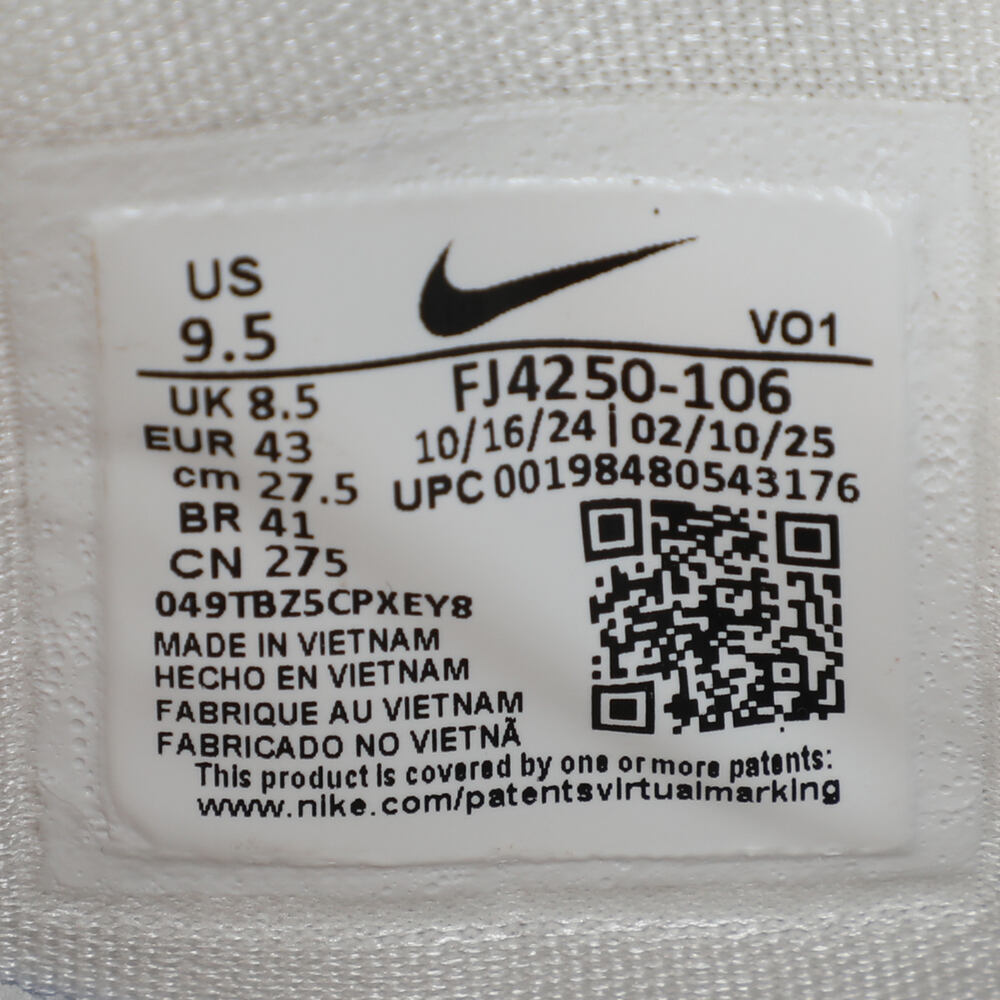 US
9.5
VO1
UK 8.5
EUR 43
cm 27.5
BR 41
CN 275
FJ4250-106
10/16/24 | 02/10/25
UPC 00198480543176
049TBZ5CPXEY8
MADE IN VIETNAM
HECHO EN VIETNAM
FABRIQUE AU VIETNAM
FABRICADO NO VIETNÃ
This product is covered by one or more patents:
www.nike.com/patentsvirtualmarking